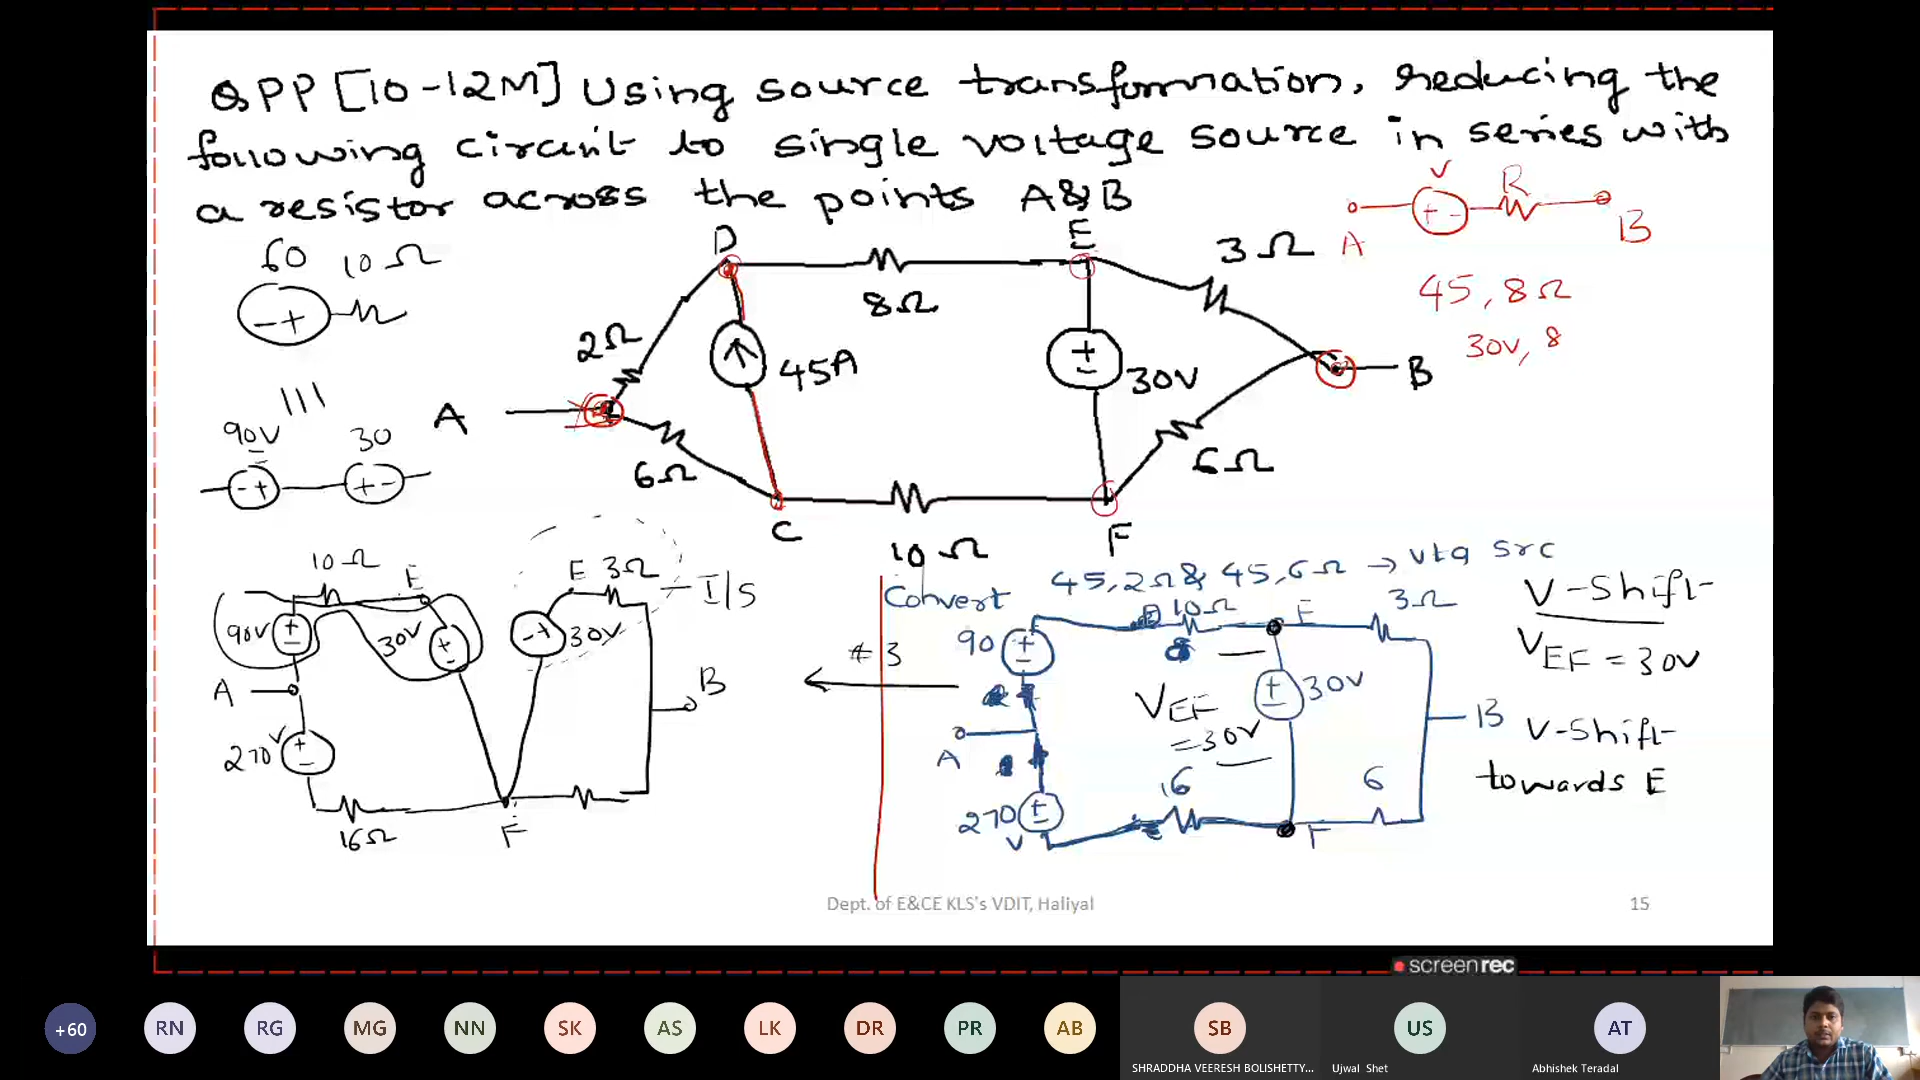 QPP [10-12M] Using source transformation, reducing the
following circuit to single voltage source in series with
a resistor across the points A&B
V
R
A
B
45, 8Ω
30V, 8
60
10 Ω
- +
D
E
8Ω
3 Ω
2Ω
45A
+
-
30V
B
A
6Ω
6Ω
C
10 Ω
F
90V
30
- +
+ -
10 Ω
E
E 3Ω
I/S
90V
30V
- +
30V
A
B
270V
16Ω
F
Convert
45, 2Ω & 45, 6Ω → vtg src
10Ω
E
3Ω
90
#3
30V
VEF
= 30V
A
B
16
6
270
V
F
V-Shift
VEF = 30V
V-Shift
towards E
Dept. of E&CE KLS's VDIT, Haliyal
15
screenrec
+60
RN
RG
MG
NN
SK
AS
LK
DR
PR
AB
SB
US
AT
SHRADDHA VEERESH BOLISHETTY...
Ujwal Shet
Abhishek Teradal